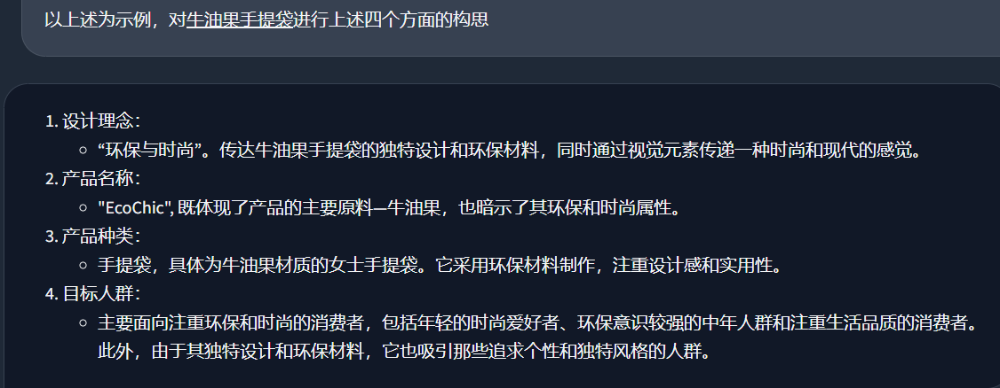 以上述为示例，对牛油果手提袋进行上述四个方面的构思
1. 设计理念：
○ “环保与时尚”。传达牛油果手提袋的独特设计和环保材料，同时通过视觉元素传递一种时尚和现代的感觉。
2. 产品名称：
○ "EcoChic", 既体现了产品的主要原料—牛油果，也暗示了其环保和时尚属性。
3. 产品种类：
○ 手提袋，具体为牛油果材质的女士手提袋。它采用环保材料制作，注重设计感和实用性。
4. 目标人群：
○ 主要面向注重环保和时尚的消费者，包括年轻的时尚爱好者、环保意识较强的中年人群和注重生活品质的消费者。
此外，由于其独特设计和环保材料，它也吸引那些追求个性和独特风格的人群。